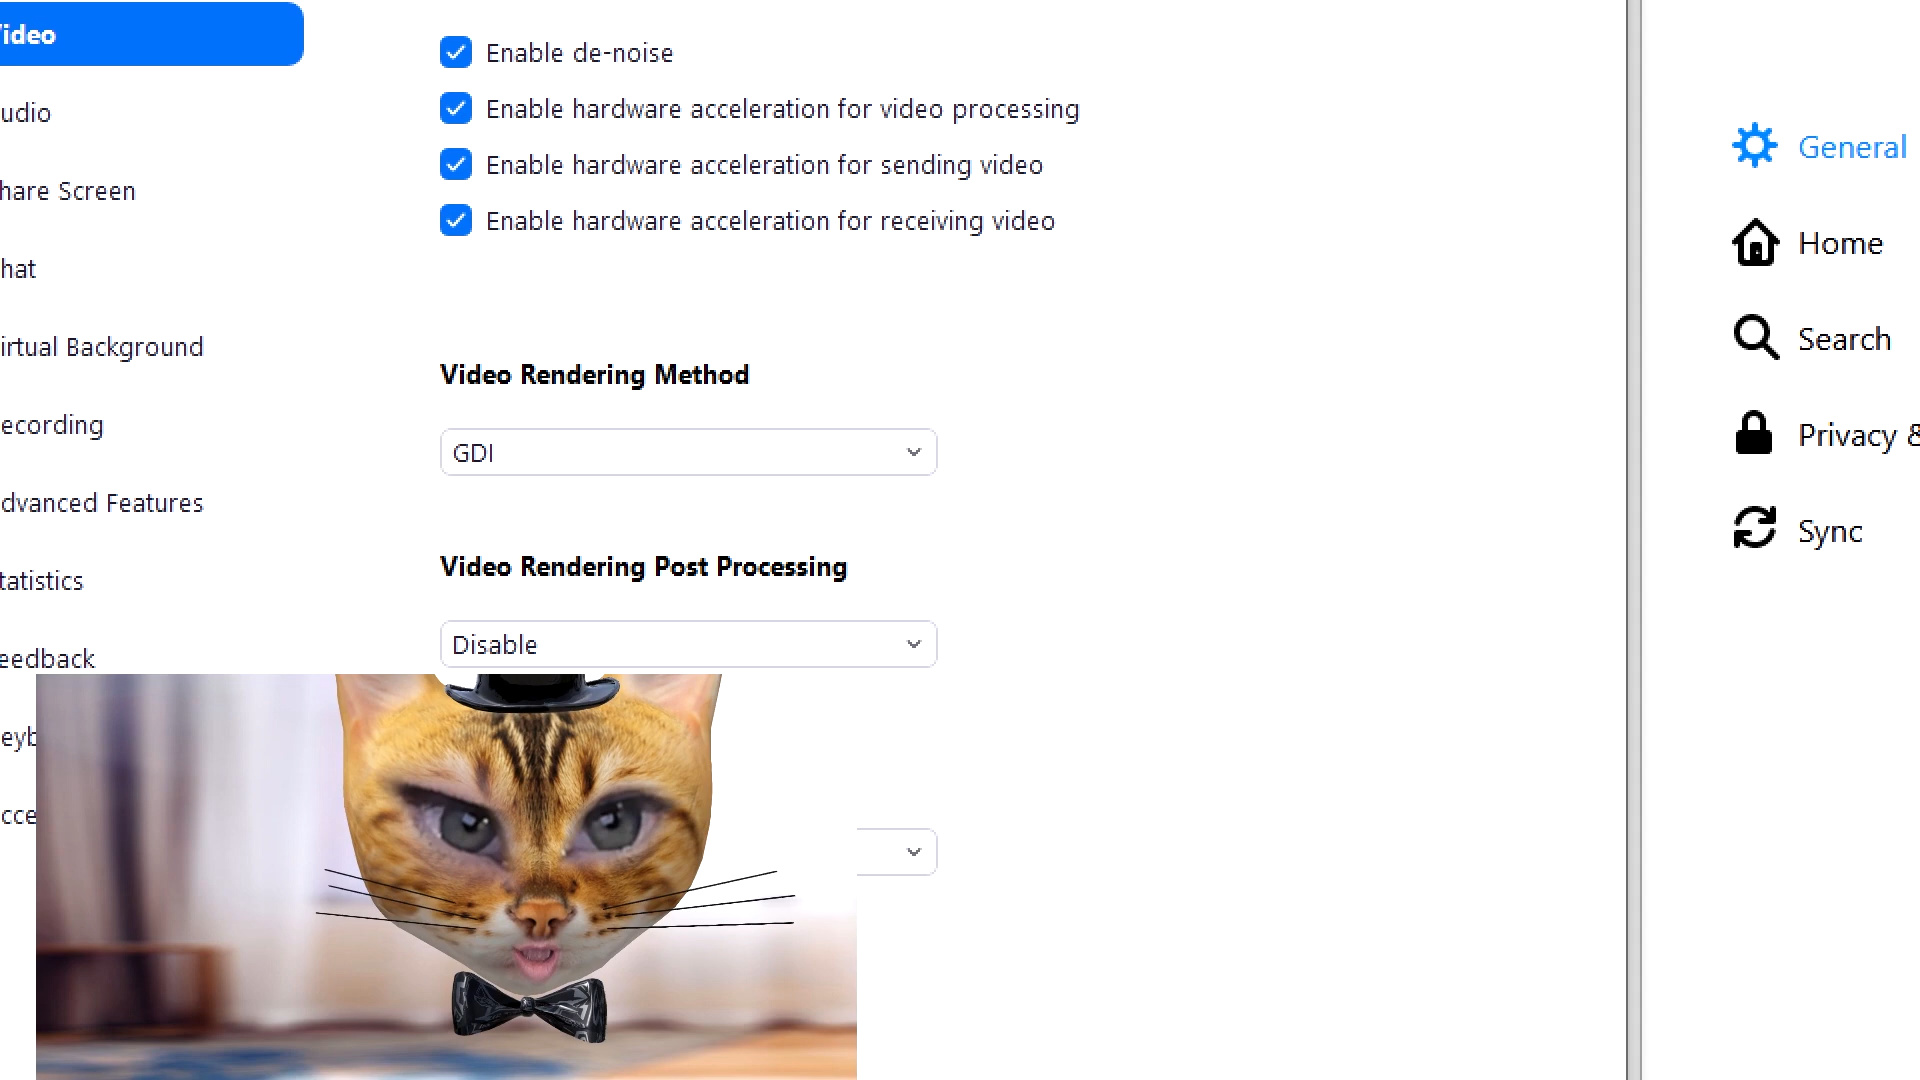 Video
udio
hare Screen
hat
irtual Background
ecording
dvanced Features
tatistics
eedback
eyb
cce
Enable de-noise
Enable hardware acceleration for video processing
Enable hardware acceleration for sending video
Enable hardware acceleration for receiving video
Video Rendering Method
GDI
Video Rendering Post Processing
Disable
General
Home
Search
Privacy &
Sync